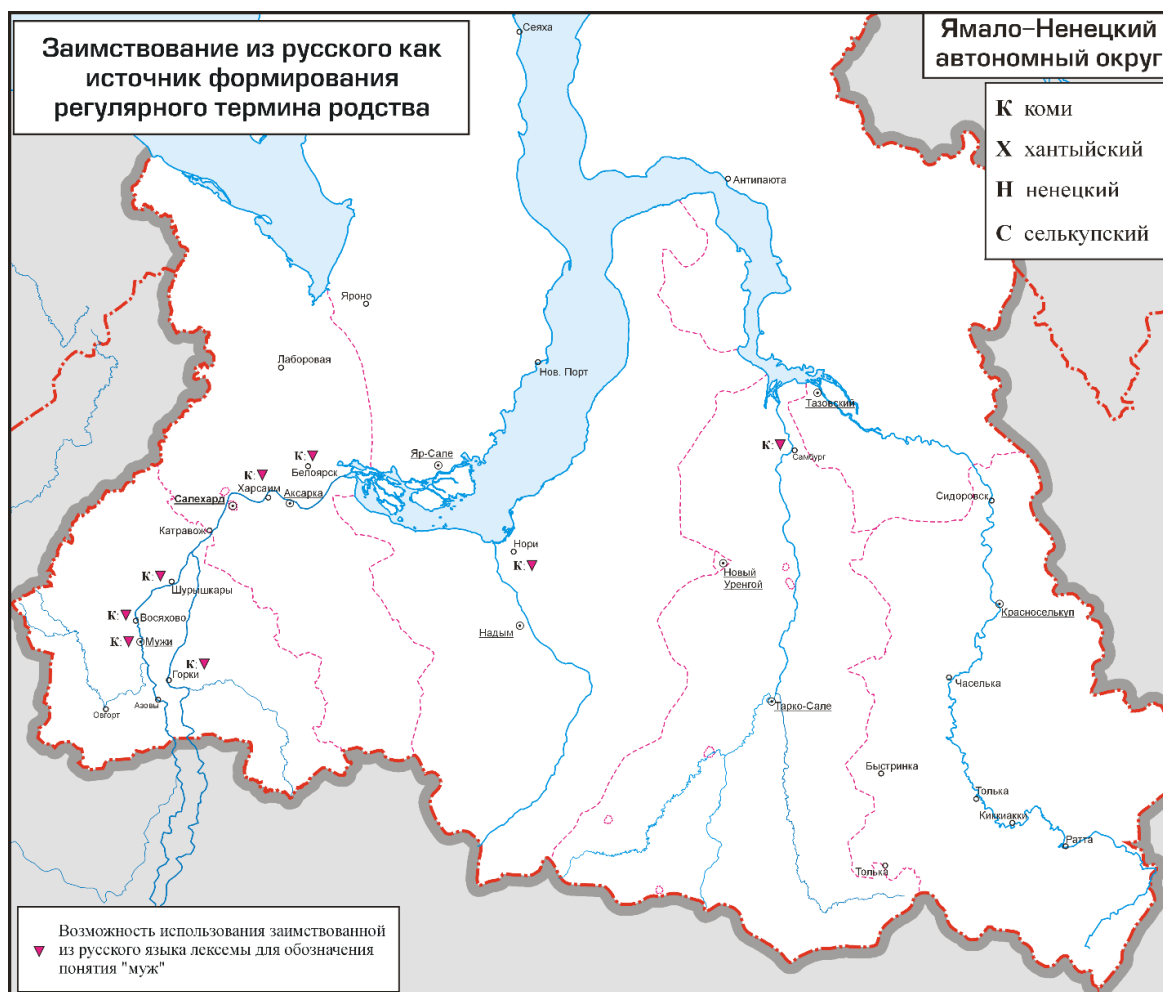 Заимствование из русского как
источник формирования
регулярного термина родства
Ямало-Ненецкий
автономный округ
К коми
Х хантыйский
Н ненецкий
С селькупский
Сеяха
Антипаюта
Яроно
Лаборовая
Нов. Порт
Тазовский
К:
Самбург
К:
Белоярск
Яр-Сале
К:
Харсаим
Аксарка
Салехард
Сидоровск
Катравож
Нори
К:
Новый
Уренгой
К:
Шурышкары
Красноселькуп
К:
Восяхово
Надым
К:
Мужи
К:
Горки
Часелька
Азовы
Овгорт
Тарко-Сале
Быстринка
Толька
Киккиакки
Ратта
Толька
Возможность использования заимствованной
из русского языка лексемы для обозначения
понятия "муж"